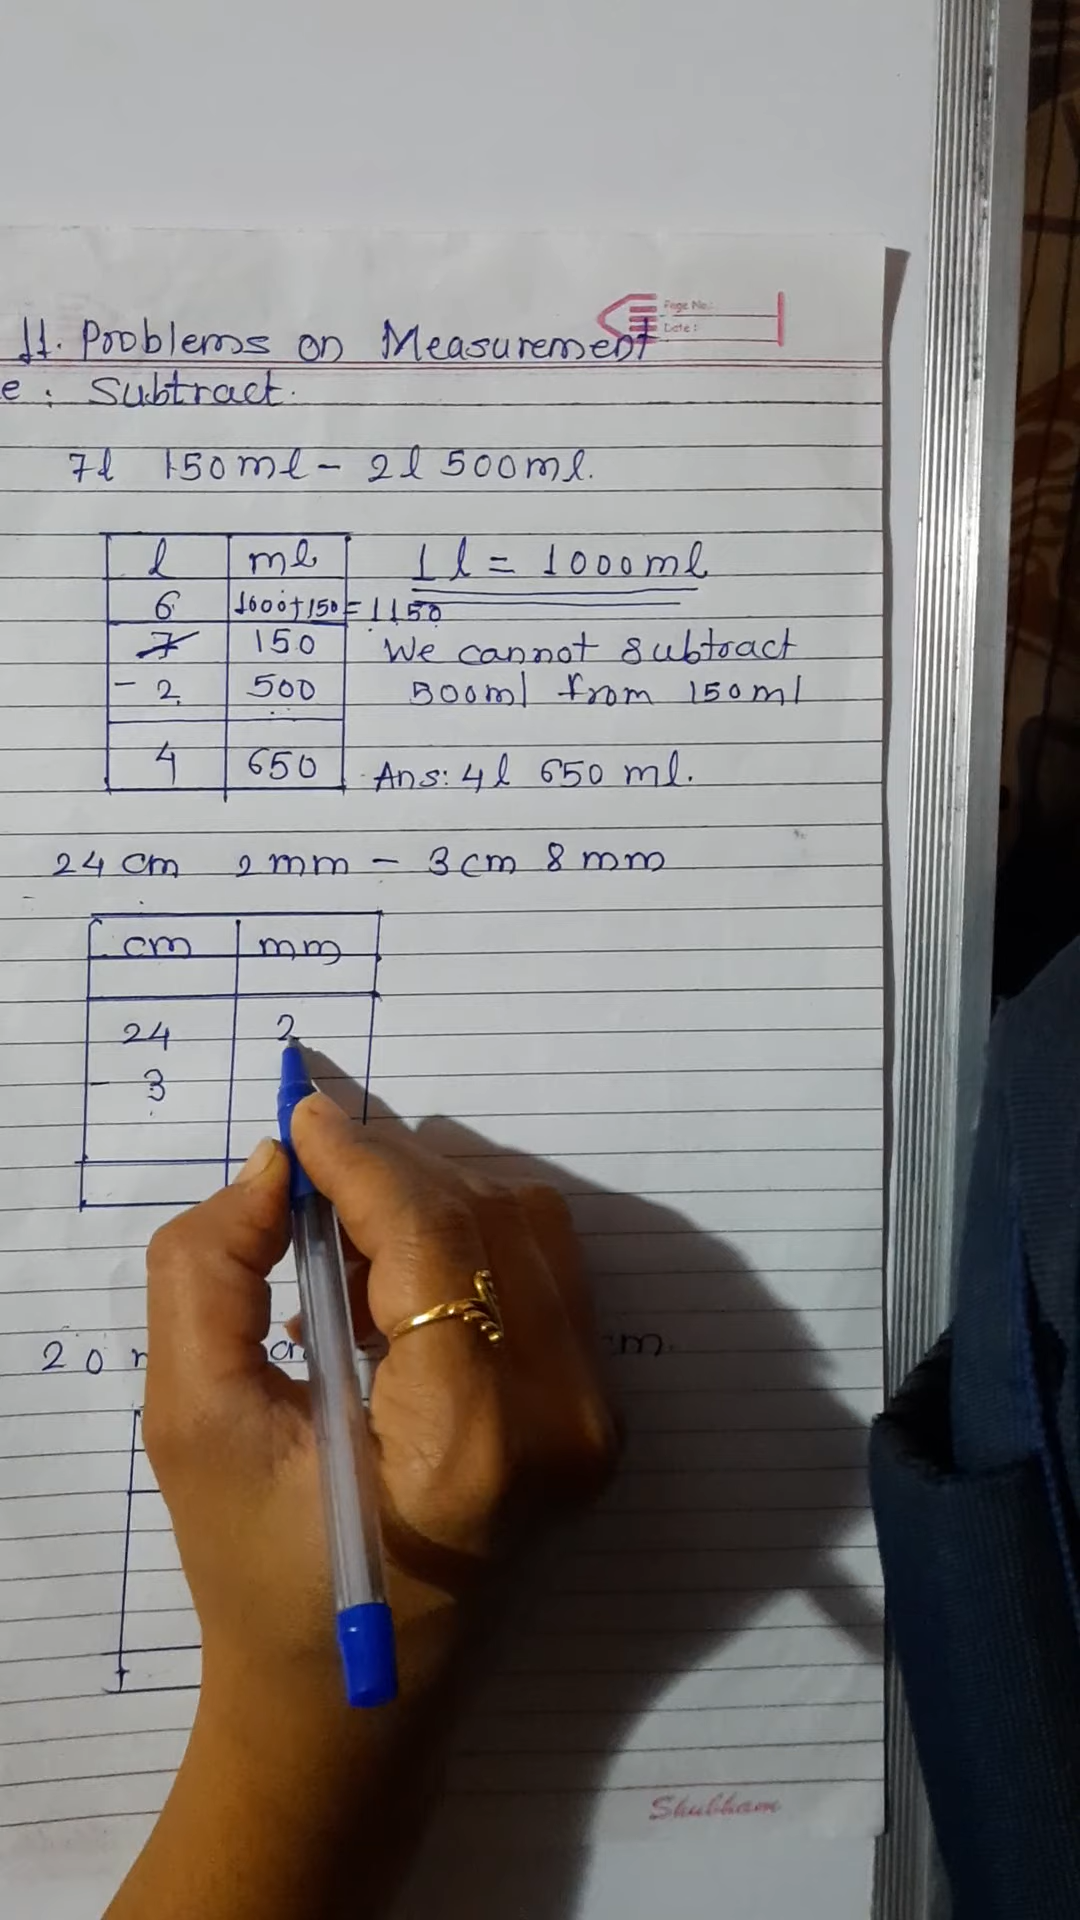 11. Problems on Measurement
Page No.:
Date :
e : Subtract.
7l 150ml - 2l 500ml.
l ml 1l = 1000ml
6 1000+150 = 1150
7 150 We cannot subtract
- 2 500 500ml from 150ml
4 650 Ans: 4l 650 ml.
24 cm 2 mm - 3 cm 8 mm
cm mm
24 2
- 3
20 cm.
Shubham